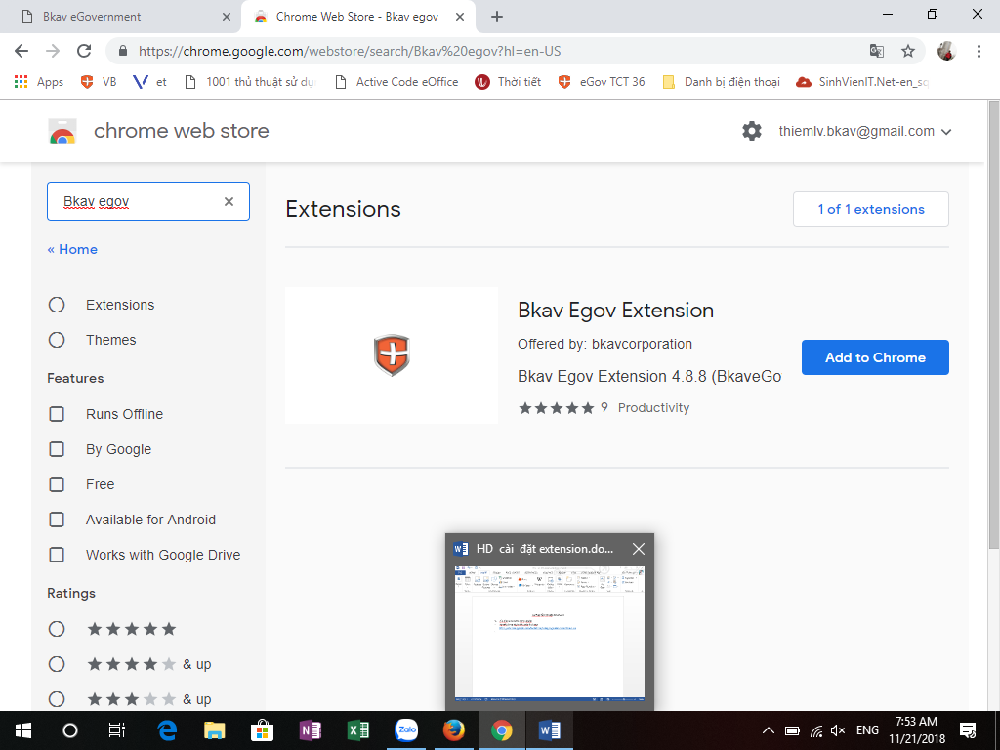 Bkav eGovernment
Chrome Web Store - Bkav egov
https://chrome.google.com/webstore/search/Bkav%20egov?hl=en-US
Apps
VB
et
1001 thủ thuật sử dụ
Active Code eOffice
Thời tiết
eGov TCT 36
Danh bị điện thoại
SinhVienIT.Net-en_sq
chrome web store
thiemlv.bkav@gmail.com
Bkav egov
« Home
Extensions
Themes
Features
Runs Offline
By Google
Free
Available for Android
Works with Google Drive
Ratings
& up
& up
Extensions
1 of 1 extensions
Bkav Egov Extension
Offered by: bkavcorporation
Bkav Egov Extension 4.8.8 (BkaveGo
9 Productivity
Add to Chrome
HD cài đặt extension.do...
Zalo
ENG
7:53 AM
11/21/2018